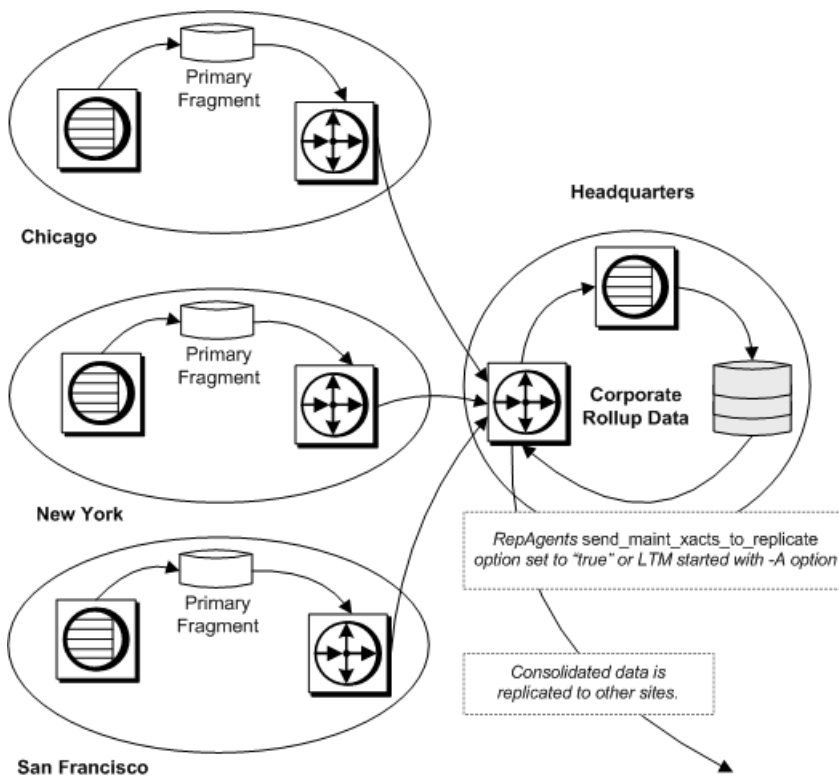 Primary
Fragment
Chicago
Headquarters
Primary
Fragment
Corporate
Rollup Data
New York
RepAgents send_maint_xacts_to_replicate
option set to “true” or LTM started with -A option
Primary
Fragment
Consolidated data is
replicated to other sites.
San Francisco